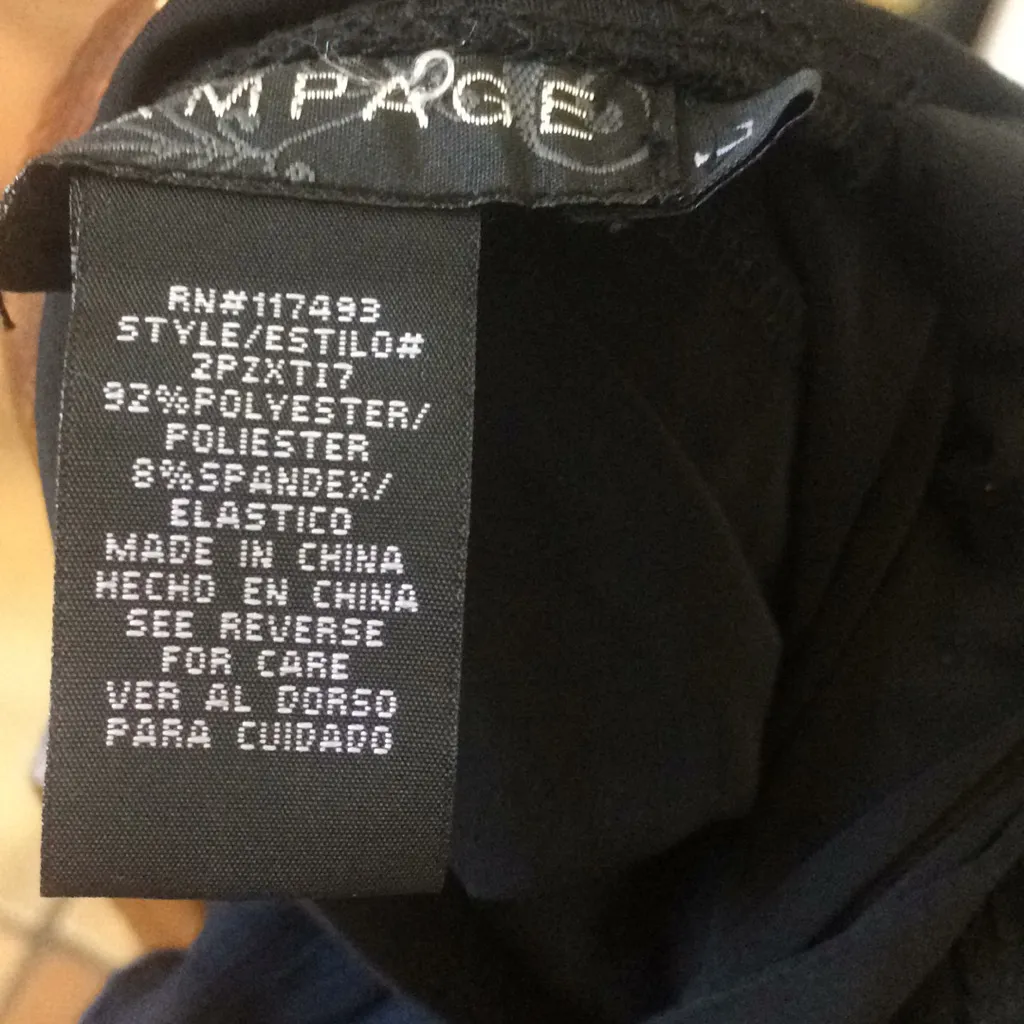 MPAGE
RN#117493
STYLE/ESTILO#
2PZXTI7
92%POLYESTER/
POLIESTER
8%SPANDEX/
ELASTICO
MADE IN CHINA
HECHO EN CHINA
SEE REVERSE
FOR CARE
VER AL DORSO
PARA CUIDADO